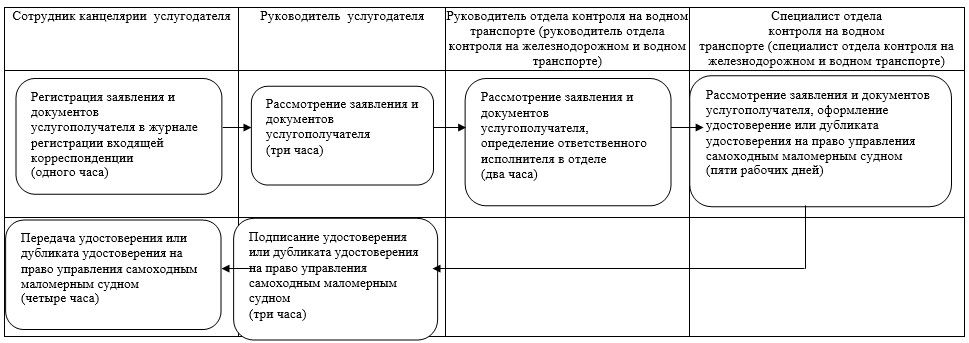 Сотрудник канцелярии услугодателя
Руководитель услугодателя
Руководитель отдела контроля на водном
транспорте (руководитель отдела
контроля на железнодорожном и водном
транспорте)
Специалист отдела
контроля на водном
транспорте (специалист отдела контроля на
железнодорожном и водном транспорте)
Регистрация заявления и
документов
услугополучателя в журнале
регистрации входящей
корреспонденции
(одного часа)
Рассмотрение заявления и
документов
услугополучателя
(три часа)
Рассмотрение заявления и
документов
услугополучателя,
определение ответственного
исполнителя в отделе
(два часа)
Рассмотрение заявления и документов
услугополучателя, оформление
удостоверение или дубликата
удостоверения на право управления
самоходным маломерным судном
(пяти рабочих дней)
Передача удостоверения или
дубликата удостоверения на
право управления самоходным
маломерным судном
(четыре часа)
Подписание удостоверения
или дубликата удостоверения
на право управления
самоходным маломерным
судном
(три часа)